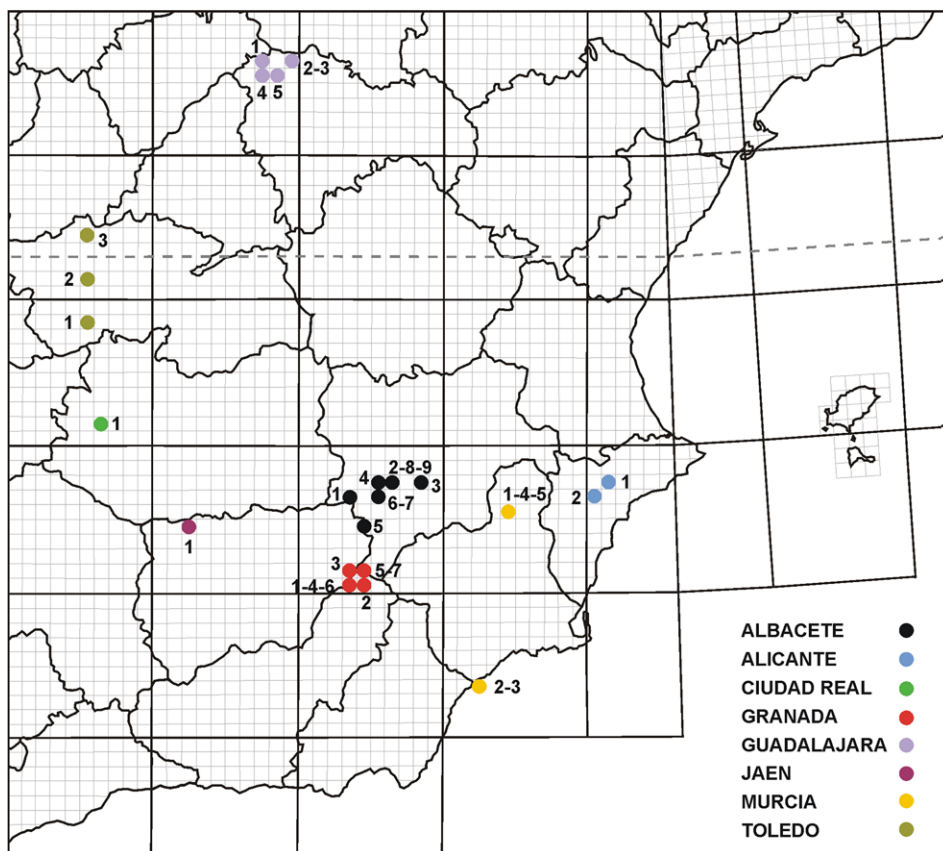 1
2-3
4 5
3
2
1
1
4 2-8-9
1 3
6-7
5
1-4-5
1
2
1
3 5-7
1-4-6
2
2-3
ALBACETE
ALICANTE
CIUDAD REAL
GRANADA
GUADALAJARA
JAEN
MURCIA
TOLEDO